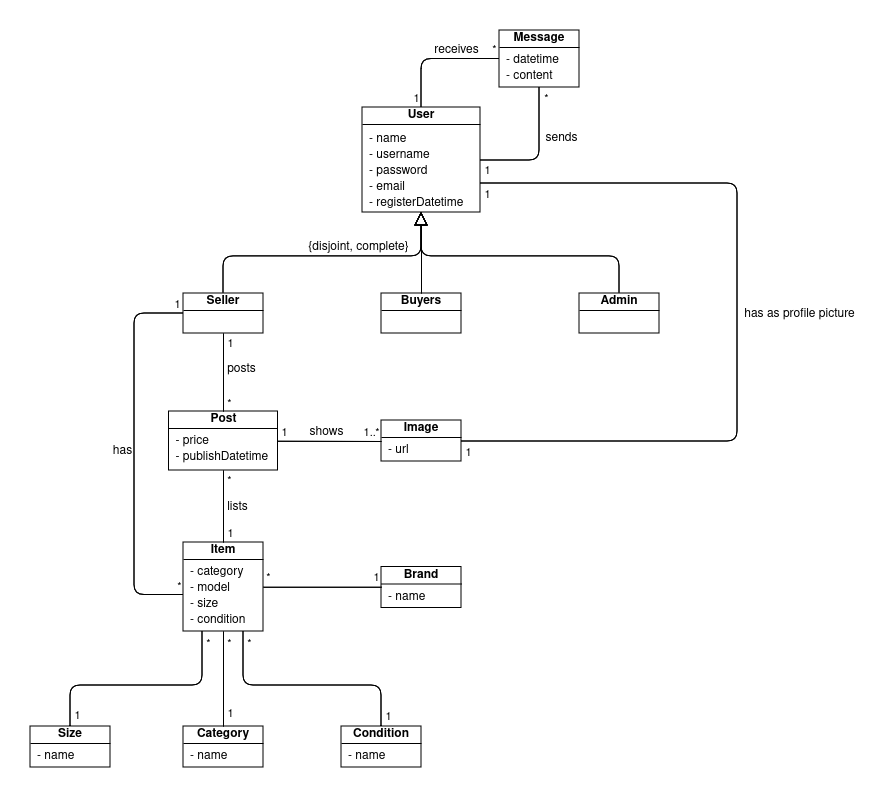 Message
- datetime
- content
receives
*
1
*
sends
User
- name
- username
- password
- email
- registerDatetime
1
1
{disjoint, complete}
Seller
Buyers
Admin
1
has as profile picture
1
posts
*
Post
- price
- publishDatetime
1
shows
1..*
Image
- url
1
has
*
lists
1
Item
- category
- model
- size
- condition
*
*
1
Brand
- name
*
*
*
1
1
1
Size
- name
Category
- name
Condition
- name